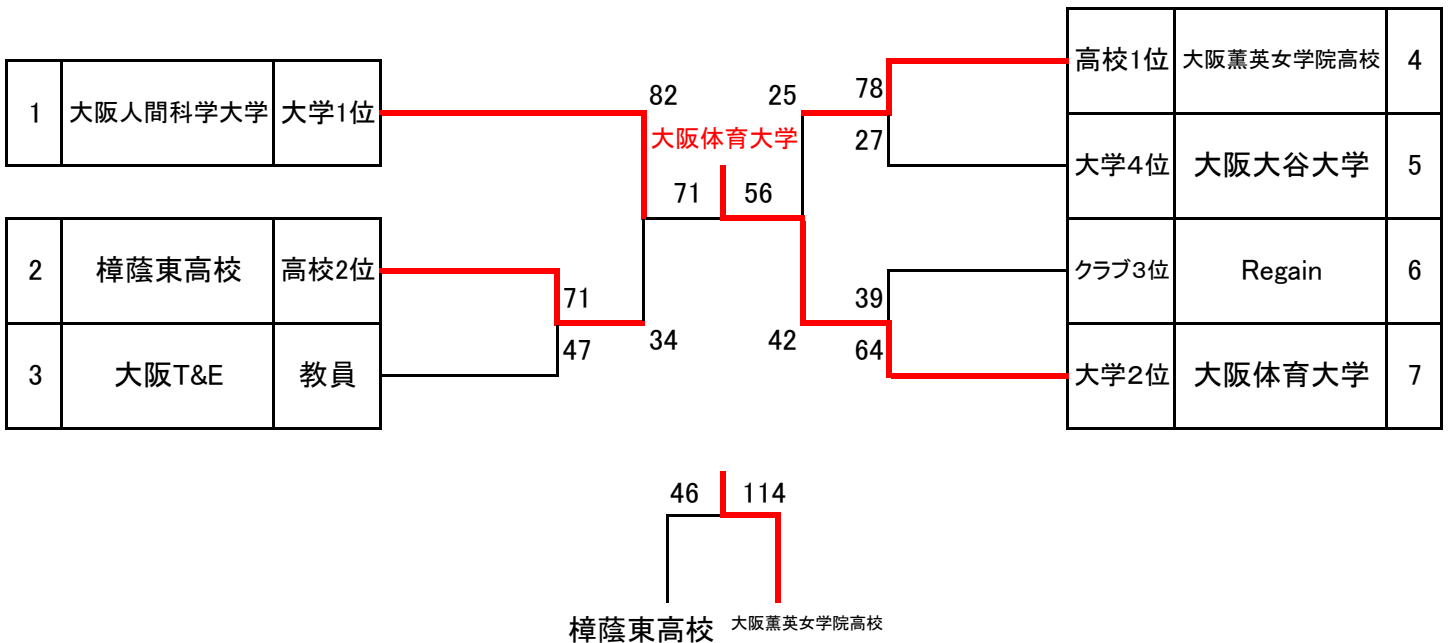 1 大阪人間科学大学 大学1位
2 樟蔭東高校 高校2位
3 大阪T&E 教員
71
47
82
34
大阪体育大学
71 56
25
42
78
27
39
64
高校1位 大阪薫英女学院高校 4
大学4位 大阪大谷大学 5
クラブ3位 Regain 6
大学2位 大阪体育大学 7
46 114
樟蔭東高校 大阪薫英女学院高校